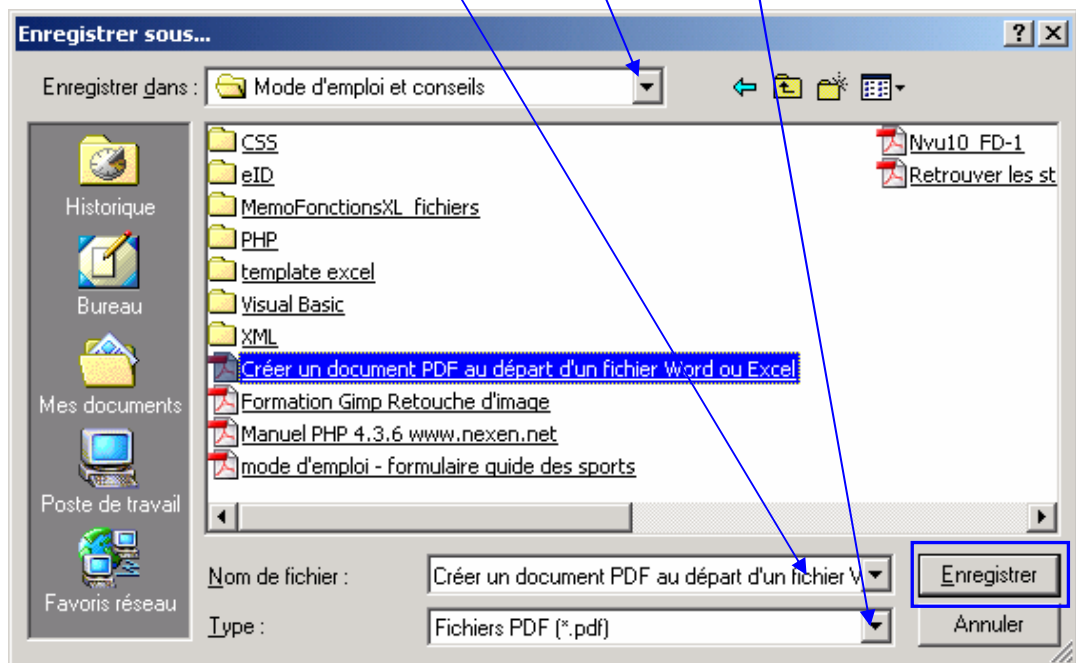 Enregistrer sous...
Enregistrer dans :
Mode d'emploi et conseils
Historique
Bureau
Mes documents
Poste de travail
Favoris réseau
CSS
eID
MemoFonctionsXL_fichiers
PHP
template excel
Visual Basic
XML
Créer un document PDF au départ d'un fichier Word ou Excel
Formation Gimp Retouche d'image
Manuel PHP 4.3.6 www.nexen.net
mode d'emploi - formulaire guide des sports
Nvu10_FD-1
Retrouver les st
Nom de fichier :
Créer un document PDF au départ d'un fichier V
Enregistrer
Type :
Fichiers PDF (*.pdf)
Annuler